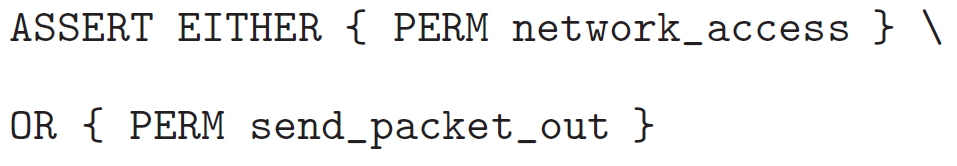 ASSERT EITHER { PERM network_access } \
OR { PERM send_packet_out }